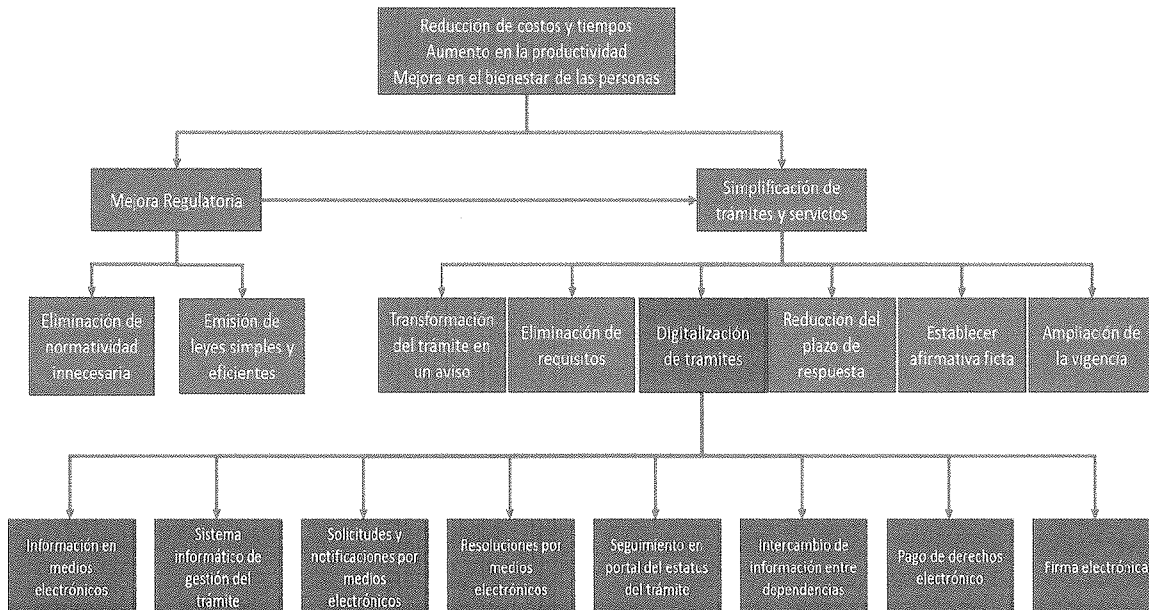 Reduccion de costos y tiempos
Aumento en la productividad
Mejora en el bienestar de las personas
Mejora Regulatoria
Simplificación de
trámites y servicios
Eliminación de
normatividad
innecesaria
Emisión de
leyes simples y
eficientes
Transformación
del trámite en
un aviso
Eliminación de
requisitos
Digitalización
de tramites
Reduccion del
plazo de
respuesta
Establecer
afirmativa ficta
Ampliación de
la vigencia
Información en
medios
electrónicos
Sistema
informático de
gestión del
trámite
Solicitudes y
notificaciones por
medios
electrónicos
Resoluciones por
medios
electrónicos
Seguimiento en
portal del estatus
del trámite
Intercambio de
información entre
dependencias
Pago de derechos
electrónico
Firma electrónica